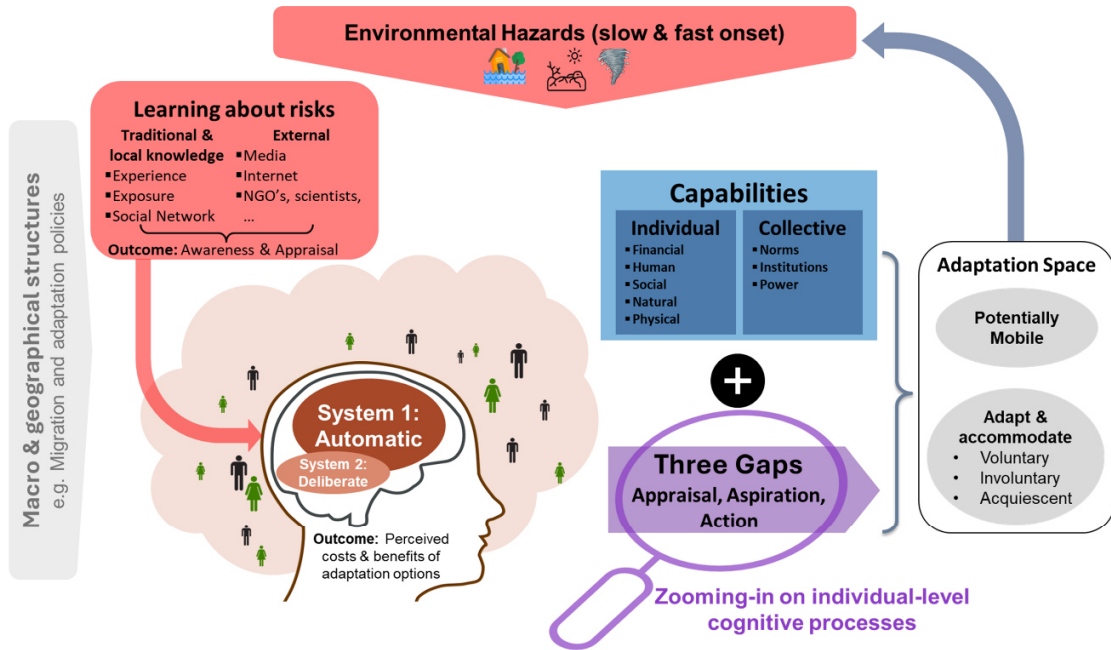 Environmental Hazards (slow & fast onset)
Macro & geographical structures
e.g. Migration and adaptation policies
Learning about risks
Traditional &
local knowledge
▪Experience
▪Exposure
▪Social Network
External
▪Media
▪Internet
▪NGO's, scientists,
...
Outcome: Awareness & Appraisal
System 1:
Automatic
System 2:
Deliberate
Outcome: Perceived
costs & benefits of
adaptation options
Capabilities
Individual
▪ Financial
▪ Human
▪ Social
▪ Natural
▪ Physical
Collective
▪ Norms
▪ Institutions
▪ Power
+
Three Gaps
Appraisal, Aspiration,
Action
Zooming-in on individual-level
cognitive processes
Adaptation Space
Potentially
Mobile
Adapt &
accommodate
• Voluntary
• Involuntary
• Acquiescent